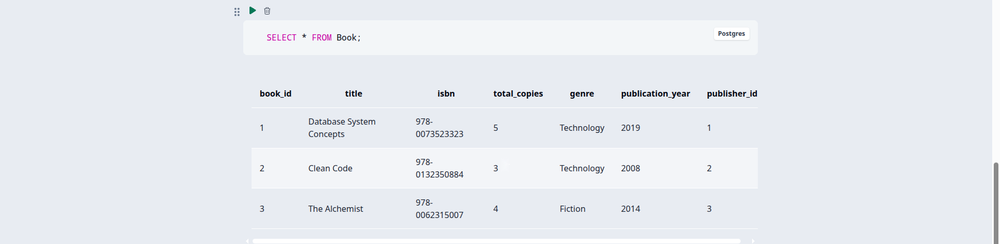 SELECT * FROM Book;
Postgres
book_id title isbn total_copies genre publication_year publisher_id
1 Database System Concepts 978-0073523323 5 Technology 2019 1
2 Clean Code 978-0132350884 3 Technology 2008 2
3 The Alchemist 978-0062315007 4 Fiction 2014 3